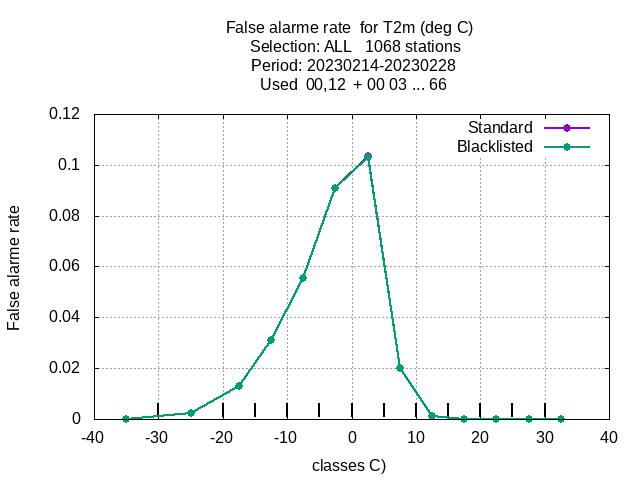 False alarme rate  for T2m (deg C)
Selection: ALL   1068 stations
Period: 20230214-20230228
Used  00,12  + 00 03 ... 66
Standard
Blacklisted
False alarme rate
0.12
0.1
0.08
0.06
0.04
0.02
0
-40 -30 -20 -10 0 10 20 30 40
classes C)